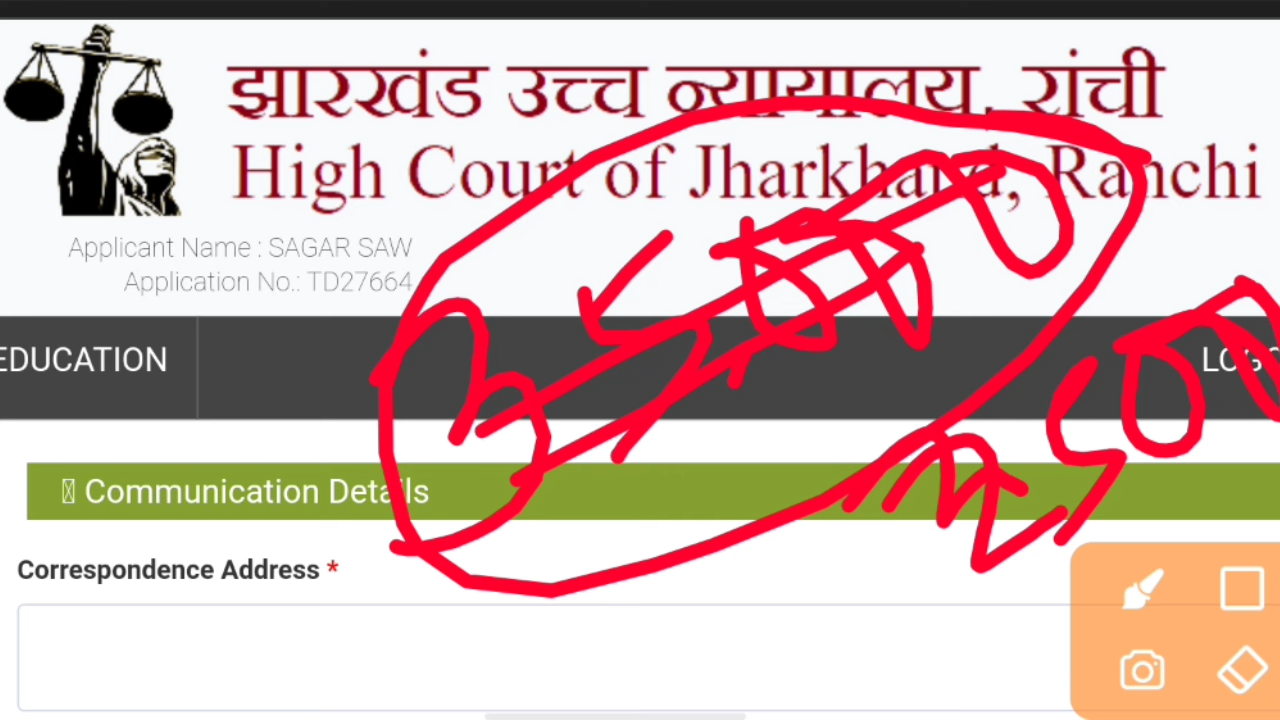 झारखंड उच्च न्यायालय, रांची
High Court of Jharkhand, Ranchi
Applicant Name : SAGAR SAW
Application No.: TD27664
EDUCATION
Communication Details
Correspondence Address *